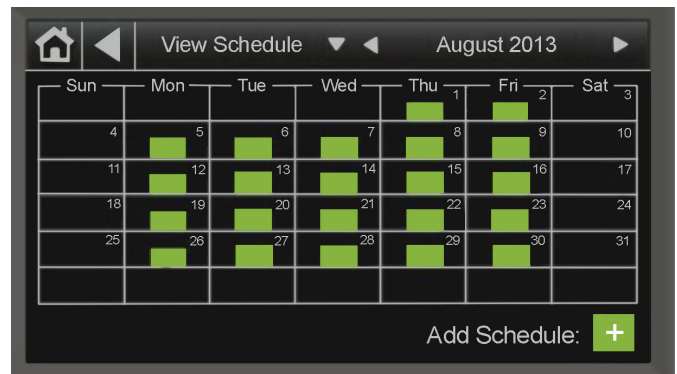 View Schedule August 2013
Sun Mon Tue Wed Thu Fri Sat
1 2 3
4 5 6 7 8 9 10
11 12 13 14 15 16 17
18 19 20 21 22 23 24
25 26 27 28 29 30 31
Add Schedule: +